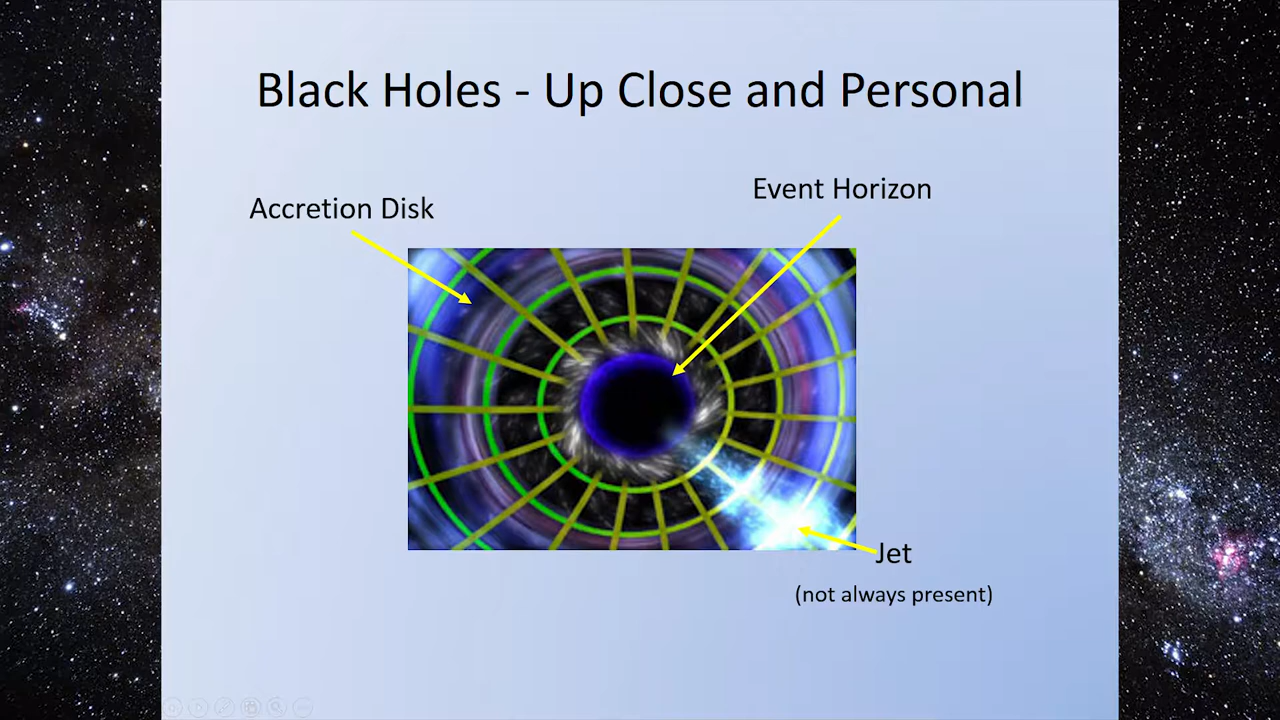 Black Holes - Up Close and Personal
Event Horizon
Accretion Disk
Jet
(not always present)